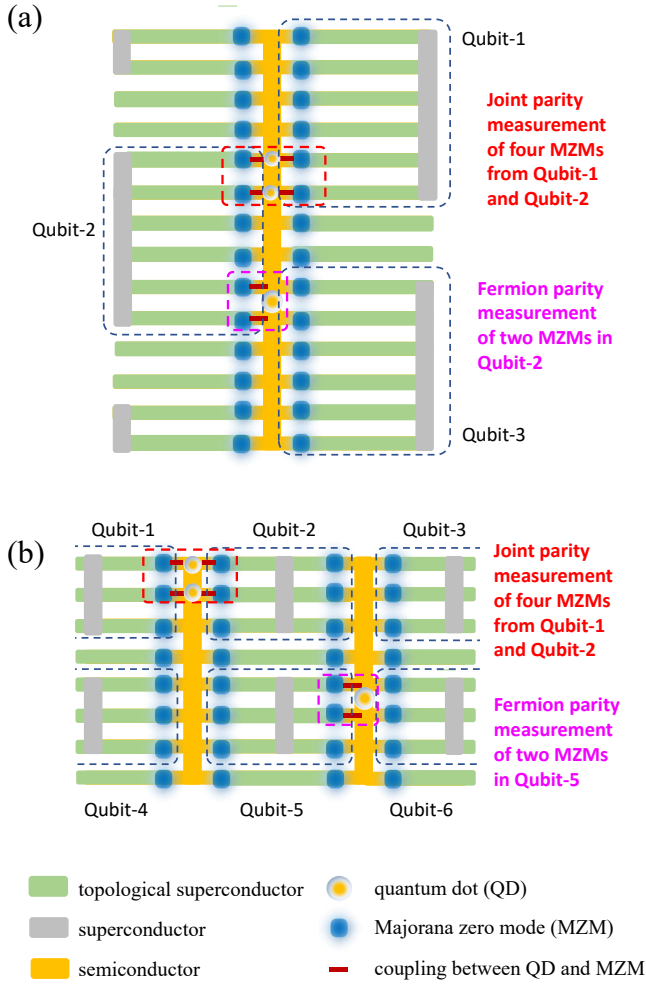 (a)
Qubit-1
Joint parity
measurement
of four MZMs
from Qubit-1
and Qubit-2
Qubit-2
Fermion parity
measurement
of two MZMs in
Qubit-2
Qubit-3
(b)
Qubit-1
Qubit-2
Qubit-3
Joint parity
measurement
of four MZMs
from Qubit-1
and Qubit-2
Fermion parity
measurement
of two MZMs
in Qubit-5
Qubit-4
Qubit-5
Qubit-6
topological superconductor
quantum dot (QD)
superconductor
Majorana zero mode (MZM)
semiconductor
coupling between QD and MZM